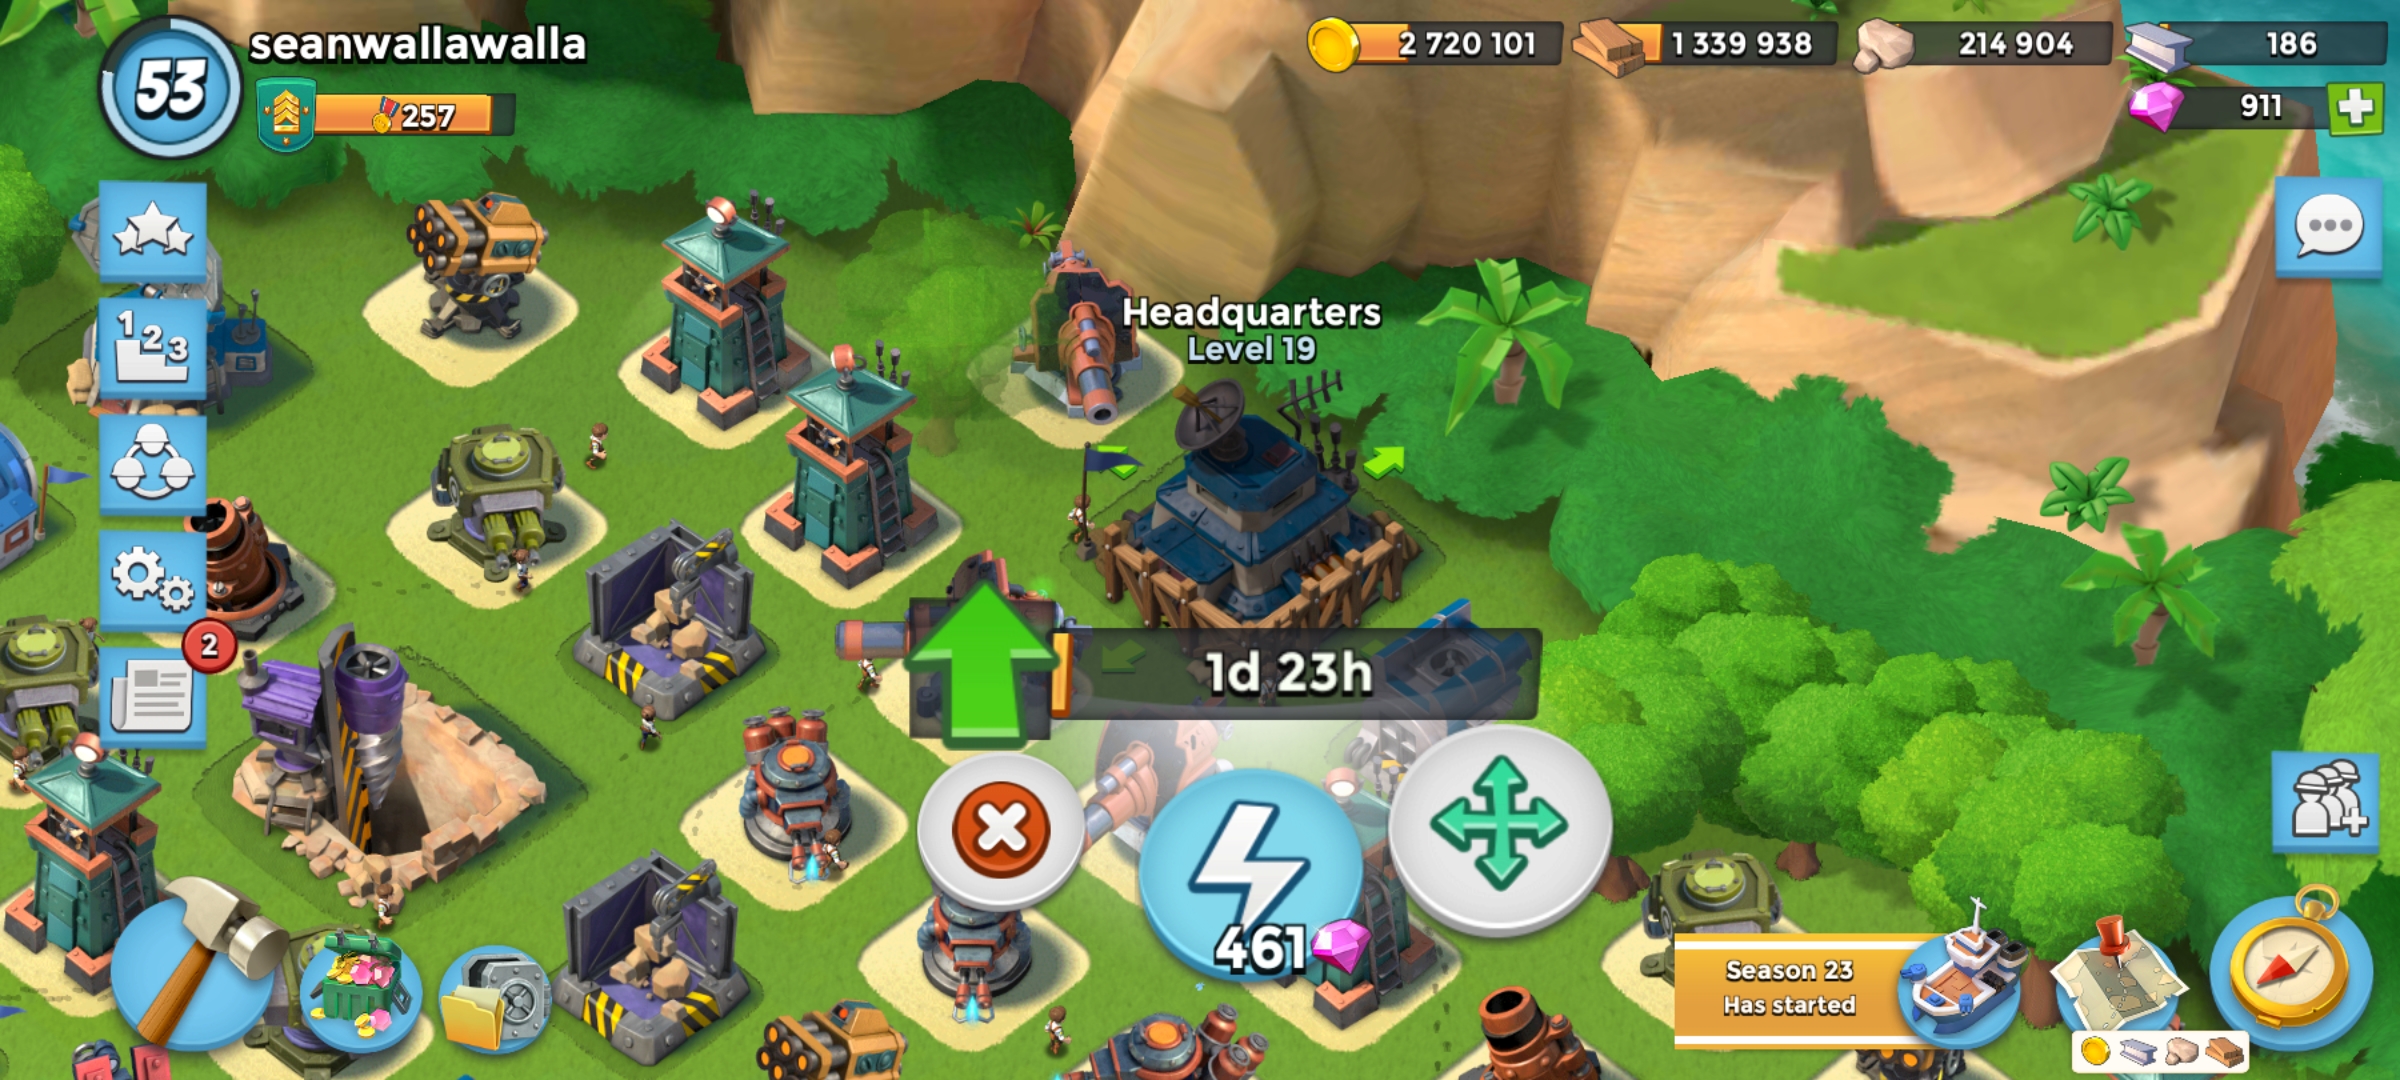 53
seanwallawalla
257
2 720 101
1 339 938
214 904
186
911
1 2 3
2
Headquarters
Level 19
1d 23h
461
Season 23
Has started